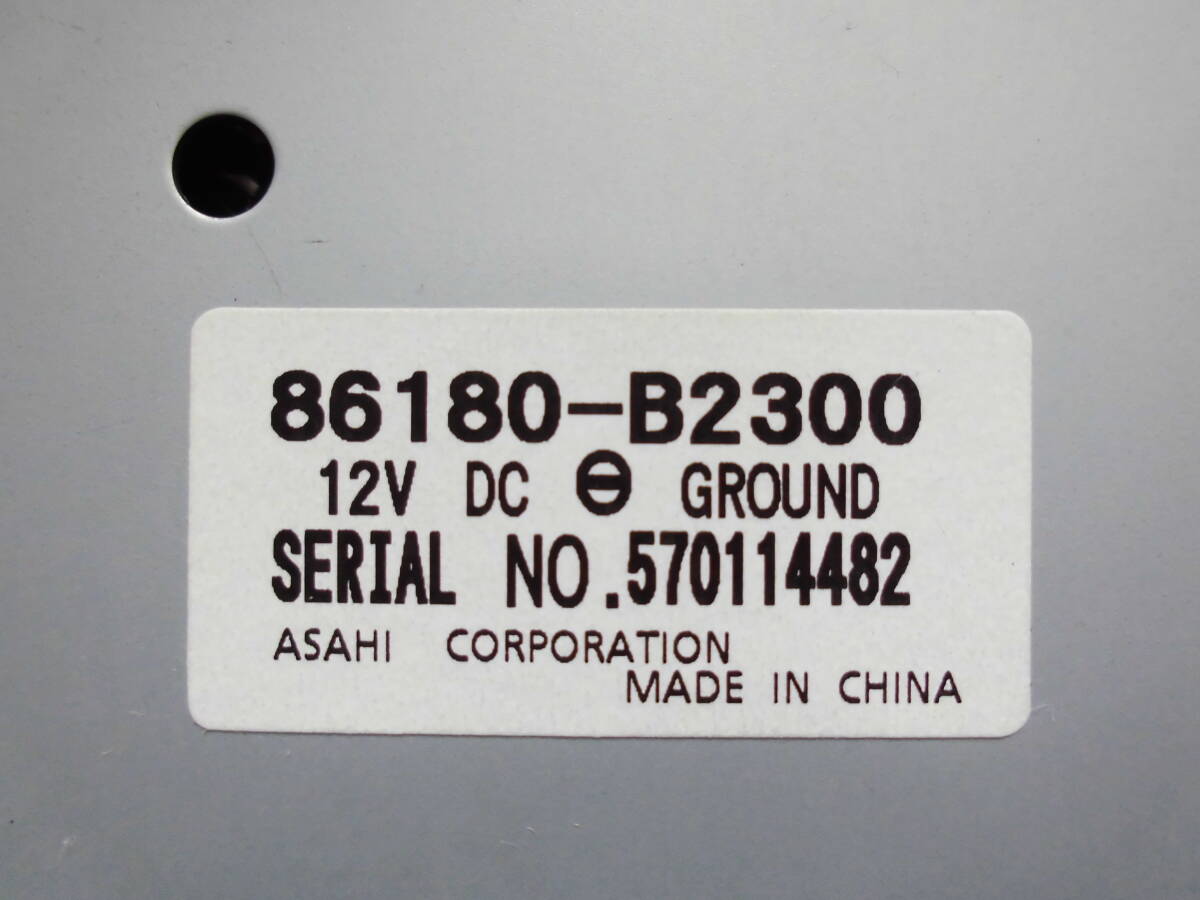 86180-B2300
12V DC ⊖ GROUND
SERIAL NO.570114482
ASAHI CORPORATION
MADE IN CHINA